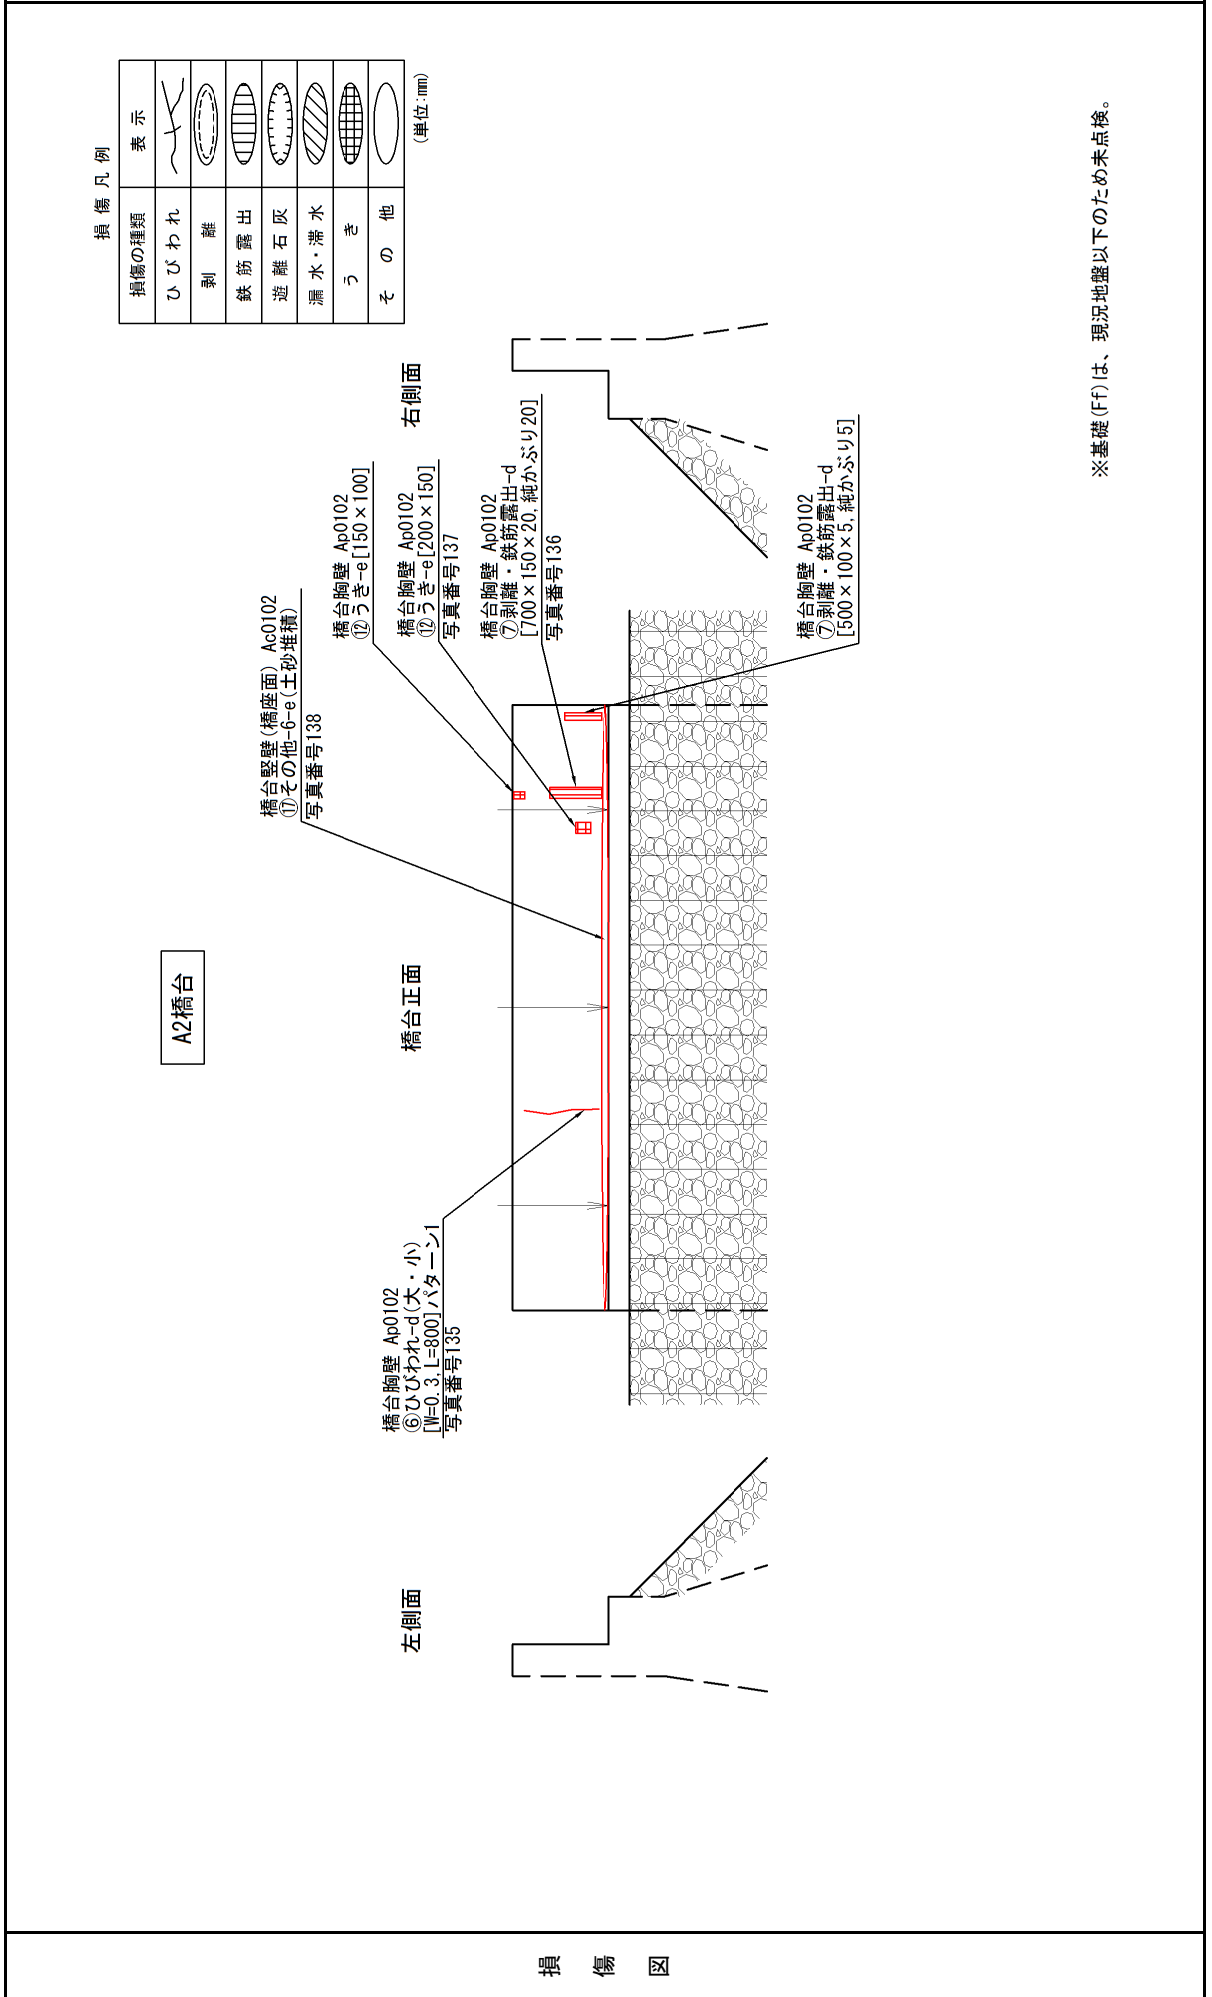 損傷図
A2橋台
損傷凡例
損傷の種類 表示
ひびわれ
剥離
鉄筋露出
遊離石灰
漏水・滞水
うき
その他
(単位:mm)
左側面
橋台正面
右側面
橋台胸壁 Ap0102
⑥ひびわれ-d(大・小)
[W=0.3,L=800]パターン1
写真番号135
橋台竪壁(橋座面) Ac0102
⑰その他-6-e(土砂堆積)
写真番号138
橋台胸壁 Ap0102
⑫うき-e[150×100]
橋台胸壁 Ap0102
⑫うき-e[200×150]
写真番号137
橋台胸壁 Ap0102
⑦剥離・鉄筋露出-d
[700×150×20,純かぶり20]
写真番号136
橋台胸壁 Ap0102
⑦剥離・鉄筋露出-d
[500×100×5,純かぶり5]
※基礎(Ff)は、現況地盤以下のため未点検。